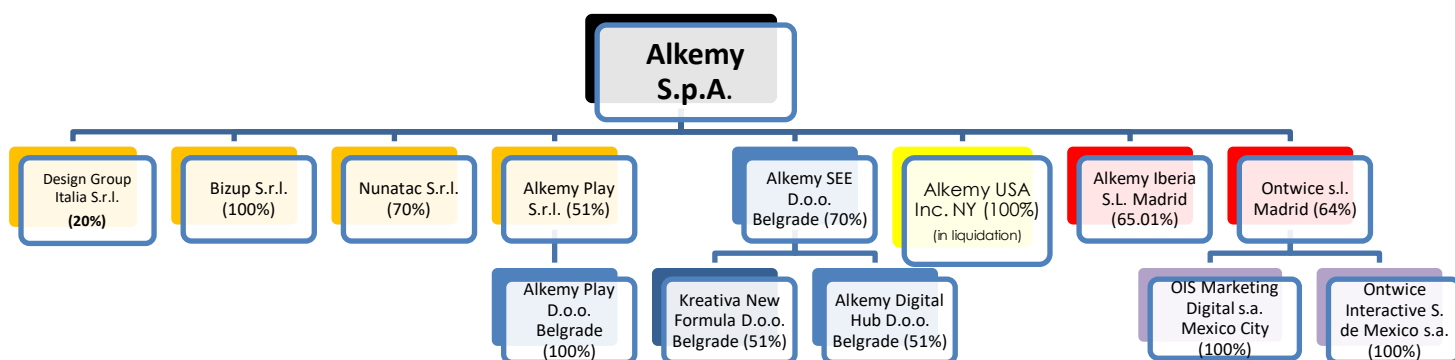 Alkemy
S.p.A.
Design Group
Italia S.r.l.
(20%)
Bizup S.r.l.
(100%)
Nunatac S.r.l.
(70%)
Alkemy Play
S.r.l. (51%)
Alkemy SEE
D.o.o.
Belgrade (70%)
Alkemy USA
Inc. NY (100%)
(in liquidation)
Alkemy Iberia
S.L. Madrid
(65.01%)
Ontwice s.l.
Madrid (64%)
Alkemy Play
D.o.o.
Belgrade
(100%)
Kreativa New
Formula D.o.o.
Belgrade (51%)
Alkemy Digital
Hub D.o.o.
Belgrade (51%)
OIS Marketing
Digital s.a.
Mexico City
(100%)
Ontwice
Interactive S.
de Mexico s.a.
(100%)